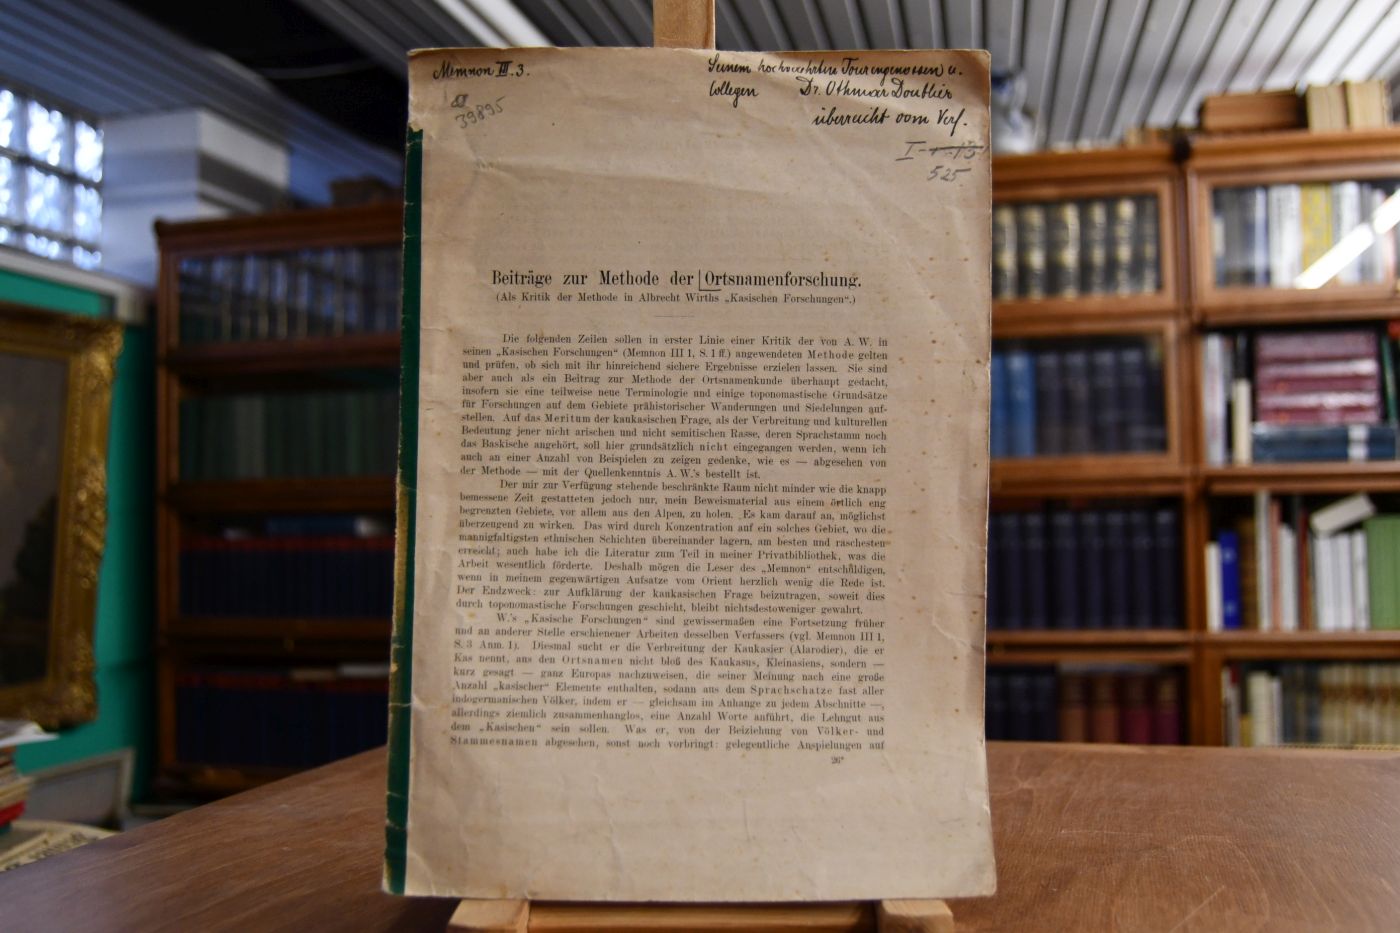 Memnon III. 3.
39895
Seinem hochverehrten Tourengenossen u.
Collegen Dr. Othmar Doublier
überreicht vom Verf.
I-
525
Beiträge zur Methode der Ortsnamenforschung.
(Als Kritik der Methode in Albrecht Wirths „Kasischen Forschungen“.)
Die folgenden Zeilen sollen in erster Linie einer Kritik der von A. W. in
seinen „Kasischen Forschungen“ (Memnon III 1, S. 1 ff.) angewendeten Methode gelten
und prüfen, ob sich mit ihr hinreichend sichere Ergebnisse erzielen lassen. Sie sind
aber auch als ein Beitrag zur Methode der Ortsnamenkunde überhaupt gedacht,
insofern sie eine teilweise neue Terminologie und einige toponomastische Grundsätze
für Forschungen auf dem Gebiete prähistorischer Wanderungen und Siedelungen auf-
stellen. Auf das Meritum der kaukasischen Frage, als der Verbreitung und kulturellen
Bedeutung jener nicht arischen und nicht semitischen Rasse, deren Sprachstamm noch
das Baskische angehört, soll hier grundsätzlich nicht eingegangen werden, wenn ich
auch an einer Anzahl von Beispielen zu zeigen gedenke, wie es — abgesehen von
der Methode — mit der Quellenkenntnis A. W.'s bestellt ist.
Der mir zur Verfügung stehende beschränkte Raum nicht minder wie die knapp
bemessene Zeit gestatteten jedoch nur, mein Beweismaterial aus einem örtlich eng
begrenzten Gebiete, vor allem aus den Alpen, zu holen. Es kam darauf an, möglichst
überzeugend zu wirken. Das wird durch Konzentration auf ein solches Gebiet, wo die
mannigfaltigsten ethnischen Schichten übereinander lagern, am besten und raschesten
erreicht; auch habe ich die Literatur zum Teil in meiner Privatbibliothek, was die
Arbeit wesentlich förderte. Deshalb mögen die Leser des „Memnon“ entschuldigen,
wenn in meinem gegenwärtigen Aufsatze vom Orient herzlich wenig die Rede ist.
Der Endzweck: zur Aufklärung der kaukasischen Frage beizutragen, soweit dies
durch toponomastische Forschungen geschieht, bleibt nichtsdestoweniger gewahrt.
W.'s „Kasische Forschungen“ sind gewissermaßen eine Fortsetzung früher
und an anderer Stelle erschienener Arbeiten desselben Verfassers (vgl. Memnon III 1,
S. 3 Anm. 1). Diesmal sucht er die Verbreitung der Kaukasier (Alarodier), die er
Kas nennt, aus den Ortsnamen nicht bloß des Kaukasus, Kleinasiens, sondern —
kurz gesagt — ganz Europas nachzuweisen, die seiner Meinung nach eine große
Anzahl „kasischer“ Elemente enthalten, sodann aus dem Sprachschatze fast aller
indogermanischen Völker, indem er — gleichsam im Anhange zu jedem Abschnitte —,
allerdings ziemlich zusammenhanglos, eine Anzahl Worte anführt, die Lehngut aus
dem „Kasischen“ sein sollen. Was er, von der Beiziehung von Völker- und
Stammesnamen abgesehen, sonst noch vorbringt: gelegentliche Anspielungen auf
26*